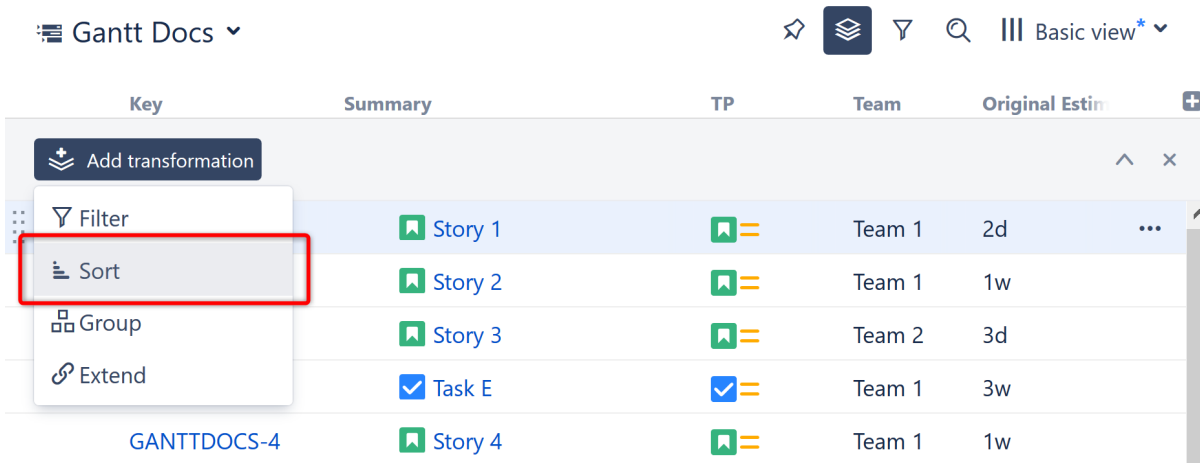 Gantt Docs
Basic view*
Key Summary TP Team Original Estim
Add transformation
Filter
Sort
Group
Extend
Story 1 Team 1 2d
Story 2 Team 1 1w
Story 3 Team 2 3d
Task E Team 1 3w
GANTTDOCS-4 Story 4 Team 1 1w